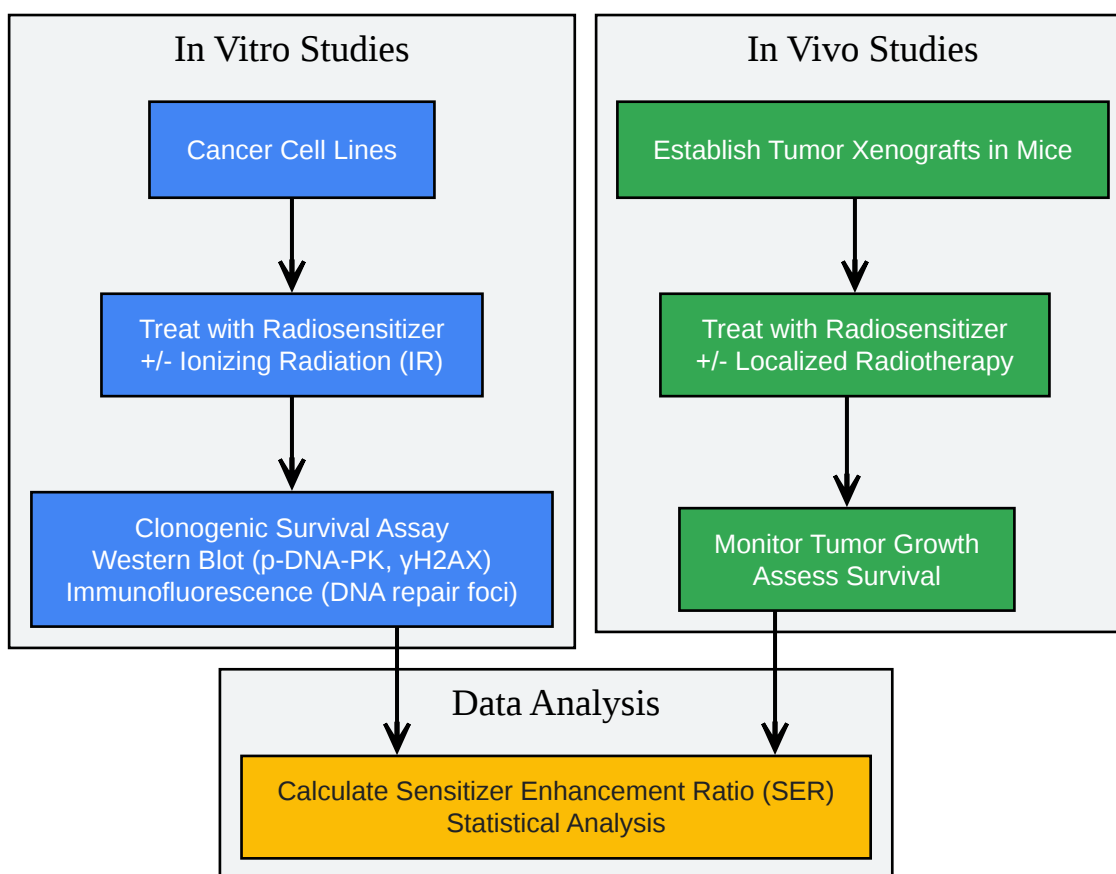 In Vitro Studies
Cancer Cell Lines
Treat with Radiosensitizer
+/- Ionizing Radiation (IR)
Clonogenic Survival Assay
Western Blot (p-DNA-PK, γH2AX)
Immunofluorescence (DNA repair foci)
In Vivo Studies
Establish Tumor Xenografts in Mice
Treat with Radiosensitizer
+/- Localized Radiotherapy
Monitor Tumor Growth
Assess Survival
Data Analysis
Calculate Sensitizer Enhancement Ratio (SER)
Statistical Analysis